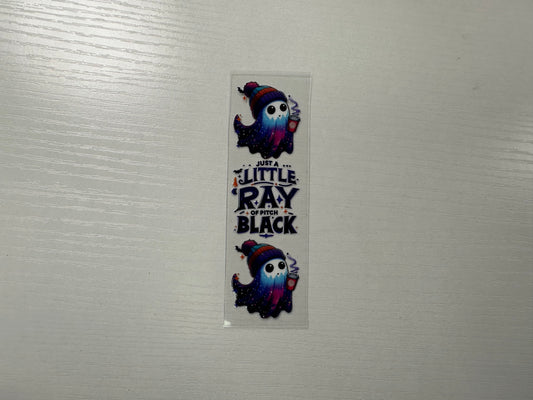 JUST A
LITTLE
RAY
OF PITCH
BLACK